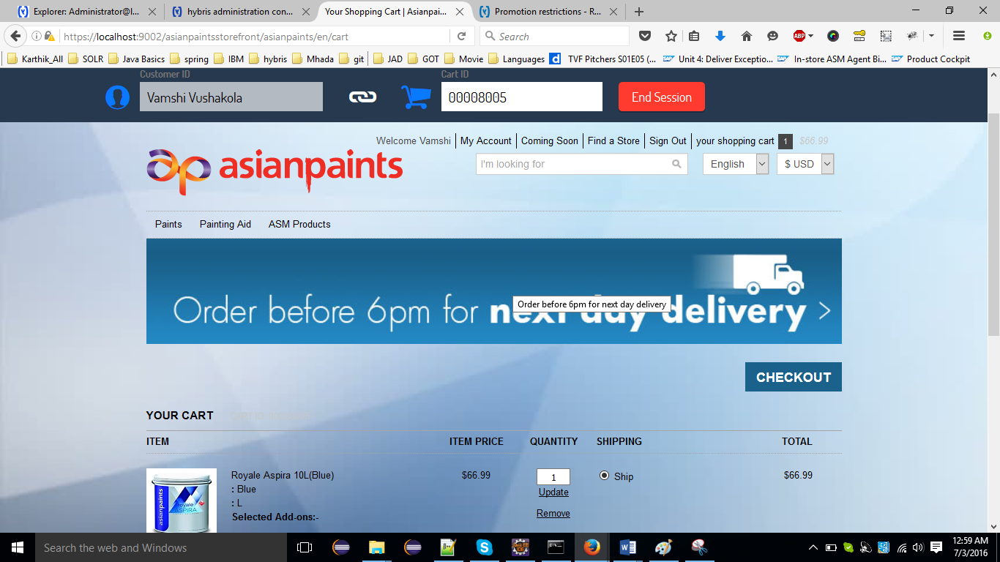 Explorer: Administrator@l...
hybris administration con...
Your Shopping Cart | Asianpai...
Promotion restrictions - R...
https://localhost:9002/asianpaintsstorefront/asianpaints/en/cart
Search
ABP
Karthik_All
SOLR
Java Basics
spring
IBM
hybris
Mhada
git
JAD
GOT
Movie
Languages
TVF Pitchers S01E05 (...
Unit 4: Deliver Exceptio...
In-store ASM Agent Bi...
Product Cockpit
Customer ID
Cart ID
Vamshi Vushakola
00008005
End Session
Welcome Vamshi
My Account
Coming Soon
Find a Store
Sign Out
your shopping cart 1 $66.99
asianpaints
I'm looking for
English
$ USD
Paints
Painting Aid
ASM Products
Order before 6pm for next day delivery
Order before 6pm for next day delivery
CHECKOUT
YOUR CART
ITEM
ITEM PRICE
QUANTITY
SHIPPING
TOTAL
Royale Aspira 10L(Blue)
$66.99
1
Ship
$66.99
: Blue
Update
: L
Selected Add-ons:-
Remove
asianpaints
royale
ASPIRA
Search the web and Windows
12:59 AM
7/3/2016